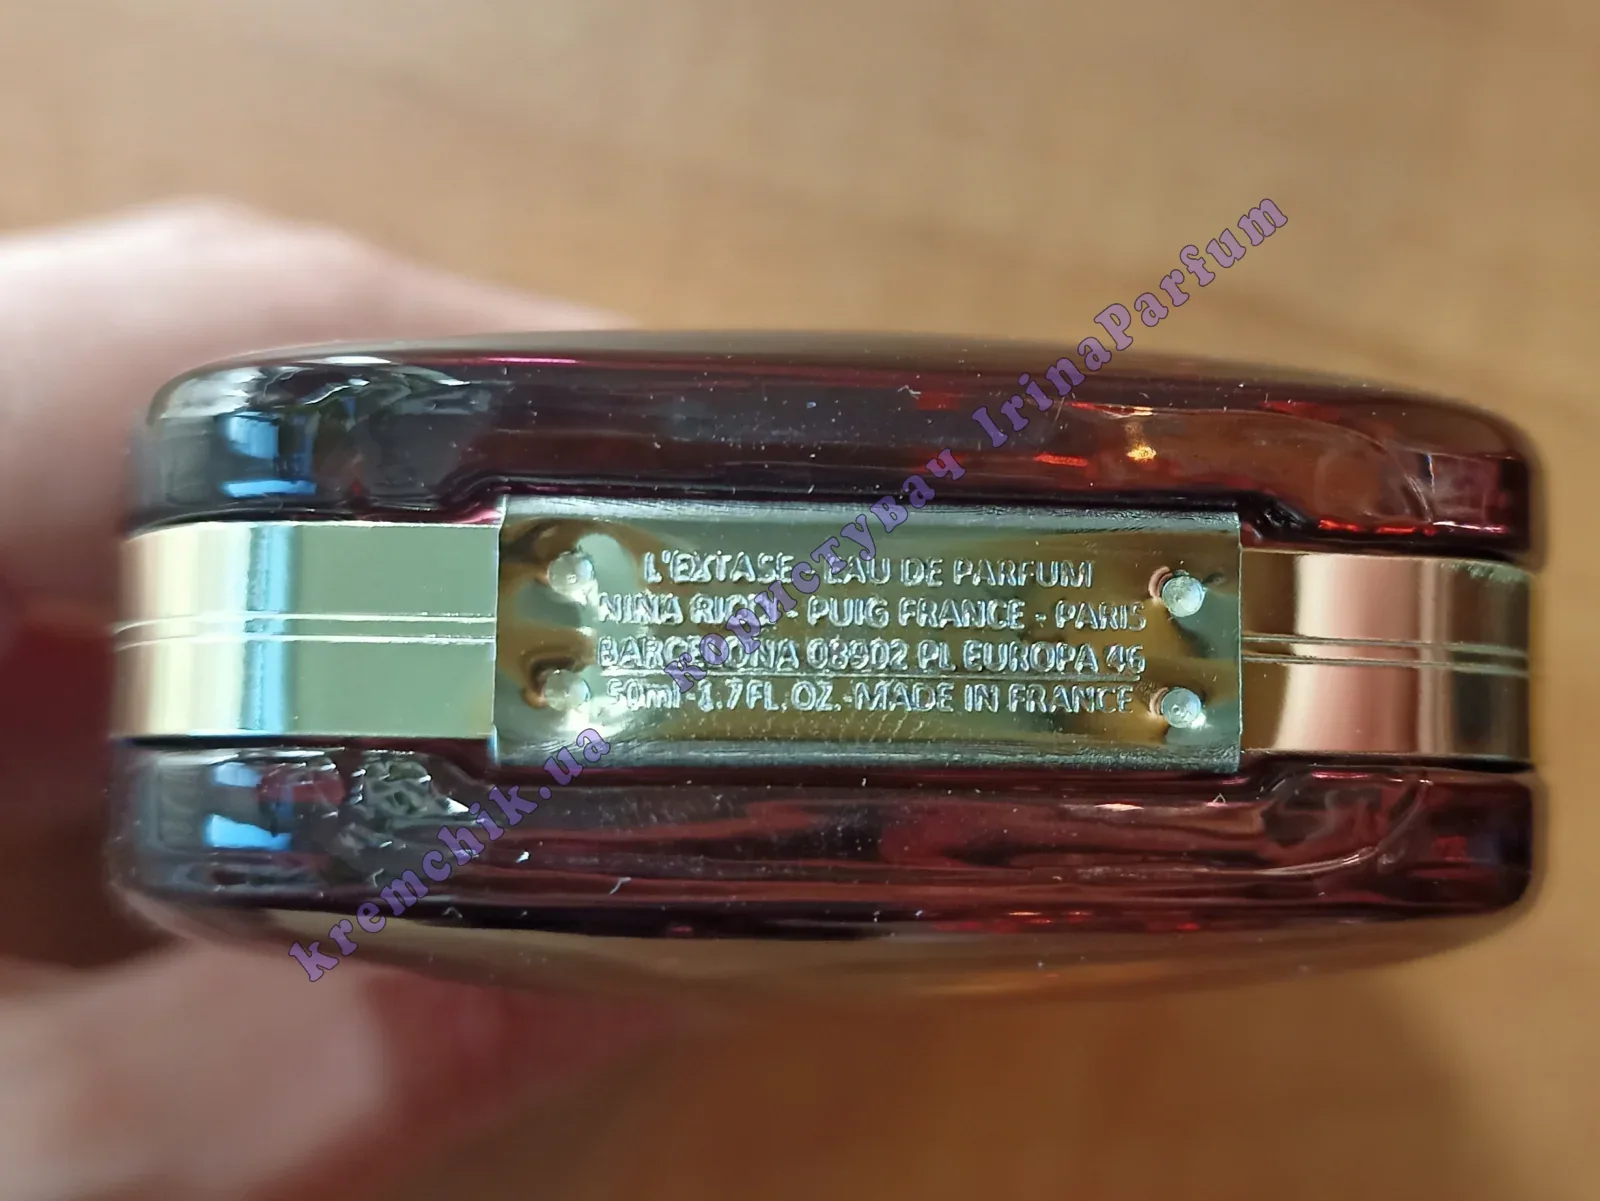 L'EXTASE - EAU DE PARFUM
NINA RICCI - PUIG FRANCE - PARIS
BARCELONA 08902 PL EUROPA 46
50ml-1.7FL.OZ.-MADE IN FRANCE
kremchik.ua користувач IrinaParfum